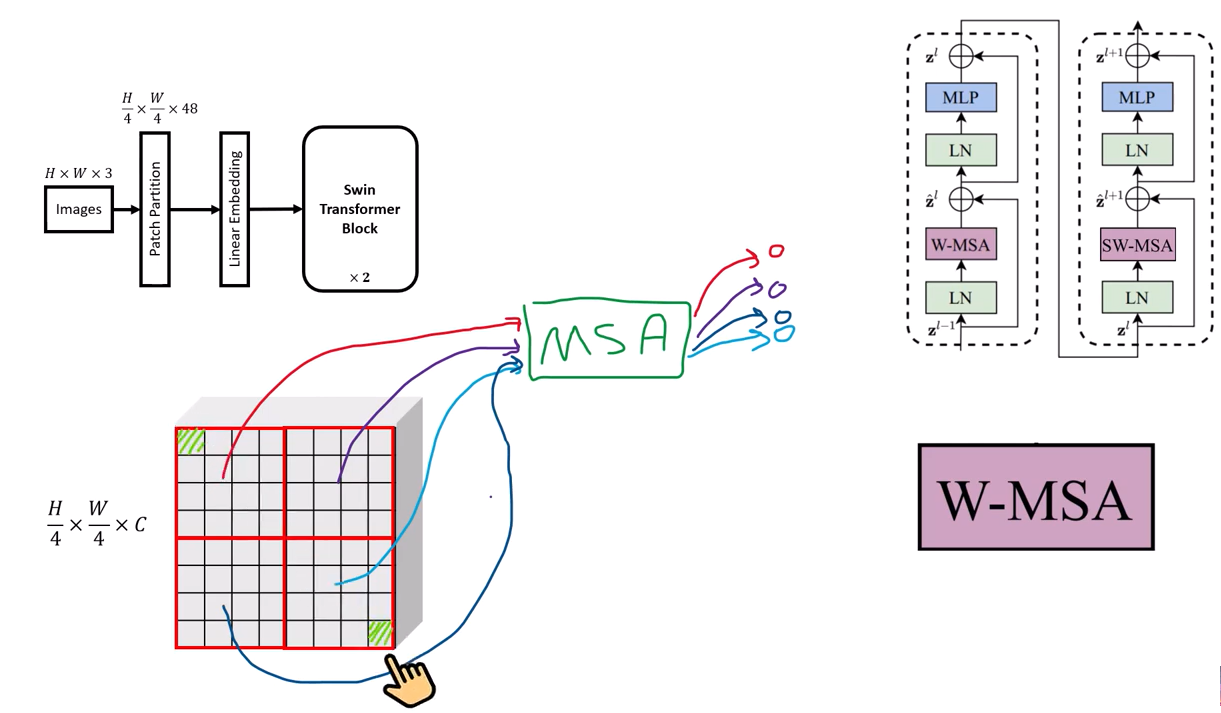 H/4 × W/4 × 48
H × W × 3
Images
Patch Partition
Linear Embedding
Swin
Transformer
Block
× 2
MSA
H/4 × W/4 × C
z^l
MLP
LN
ẑ^l
W-MSA
LN
z^{l-1}
z^{l+1}
MLP
LN
ẑ^{l+1}
SW-MSA
LN
z^l
W-MSA